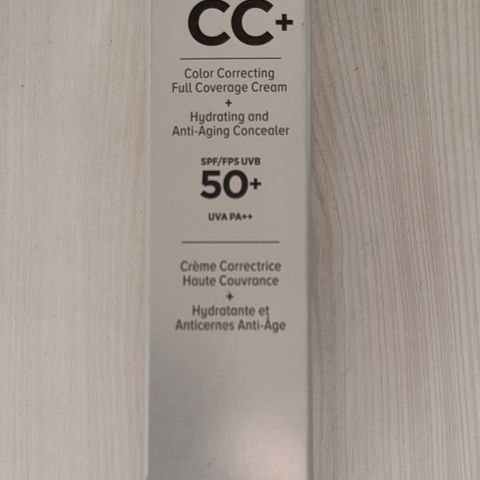 CC+
Color Correcting
Full Coverage Cream
+
Hydrating and
Anti-Aging Concealer
SPF/FPS UVB
50+
UVA PA++
Crème Correctrice
Haute Couvrance
+
Hydratante et
Anticernes Anti-Âge